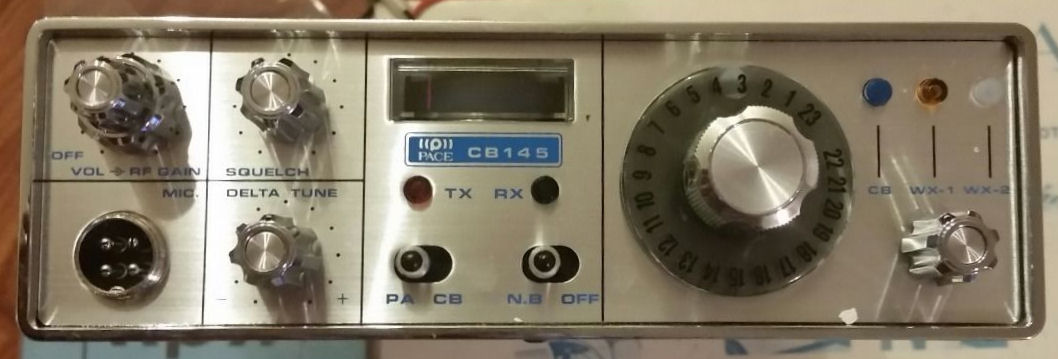 OFF
VOL → RF GAIN
SQUELCH
MIC.
DELTA TUNE
- +
((P)) PACE CB145
TX RX
PA CB
N.B OFF
1 2 3 4 5 6 7 8 9 10 11 12 13 14 15 16 17 18 19 20 21 22 23
CB WX-1 WX-2